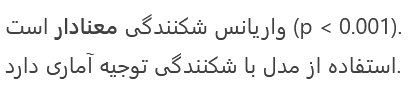 واریانس شکنندگی معنادار است (p < 0.001).
استفاده از مدل با شکنندگی توجیه آماری دارد.